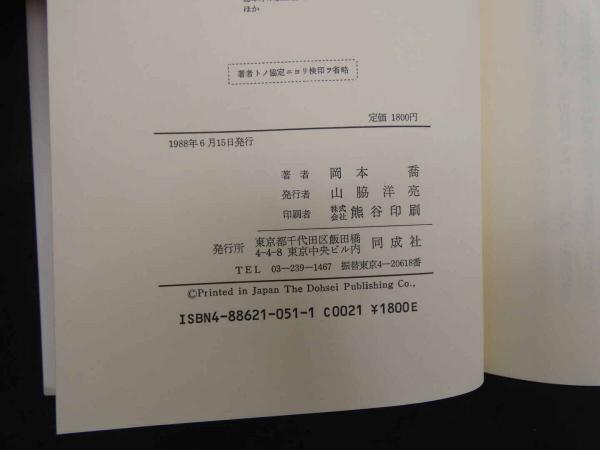 ほか
著者トノ協定ニヨリ検印ヲ省略
定価 1800円
1988年6月15日発行
著者 岡本 喬
発行者 山脇洋亮
印刷者 株式会社 熊谷印刷
発行所 東京都千代田区飯田橋 4-4-8 東京中央ビル内 同成社
TEL 03-239-1467 振替東京4-20618番
©Printed in Japan The Dohsei Publishing Co.,
ISBN4-88621-051-1 C0021 ¥1800E